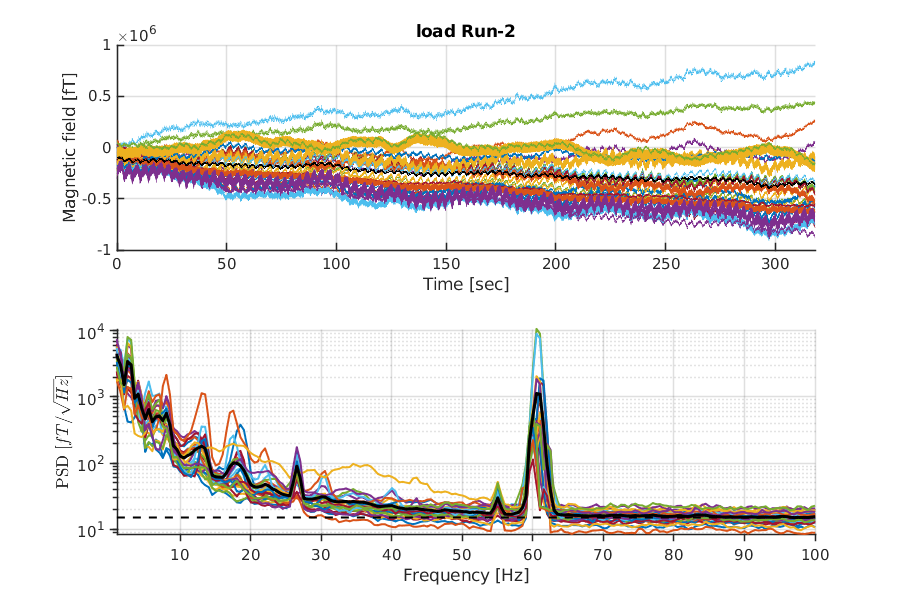 load Run-2
×10⁶
1
0.5
0
-0.5
-1
Magnetic field [fT]
0 50 100 150 200 250 300
Time [sec]
10⁴
10³
10²
10¹
PSD [fT/√Hz]
10 20 30 40 50 60 70 80 90 100
Frequency [Hz]